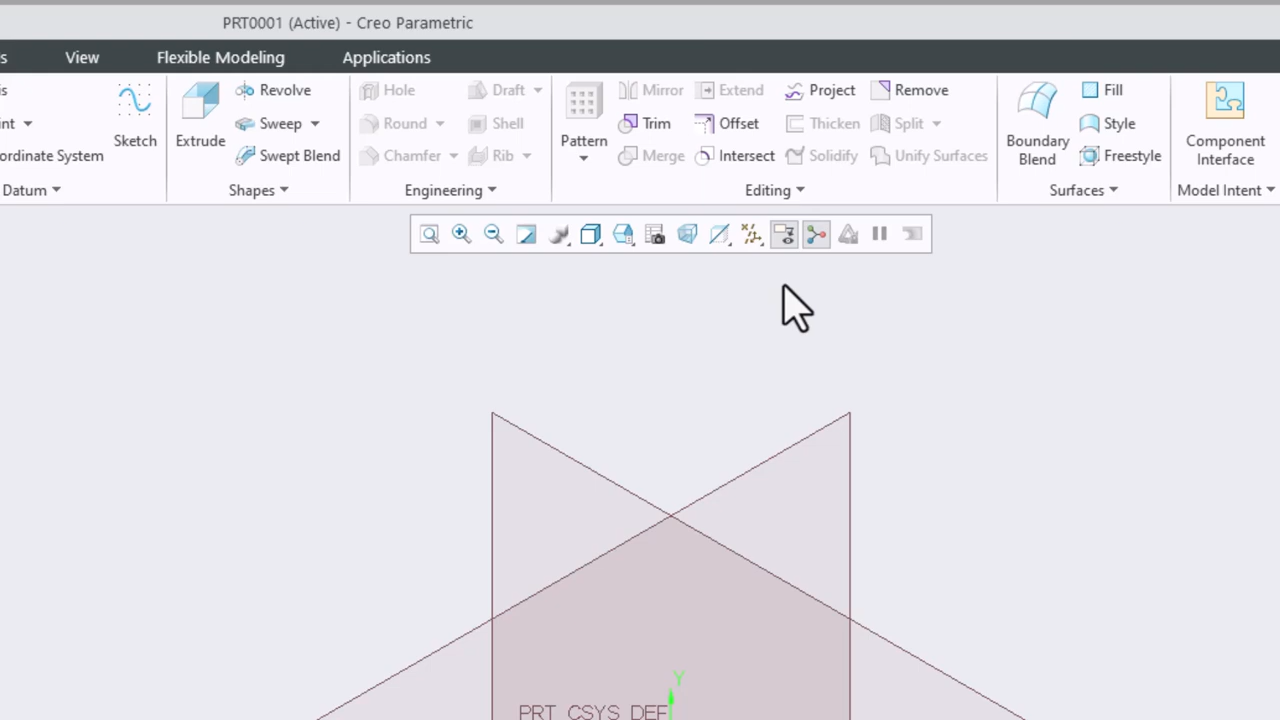 PRT0001 (Active) - Creo Parametric
s View Flexible Modeling Applications
is Revolve Hole Draft Mirror Extend Project Remove Fill
int Sweep Round Shell Trim Offset Thicken Split Style
Sketch Extrude Pattern Boundary Blend Component Interface
ordinate System Swept Blend Chamfer Rib Merge Intersect Solidify Unify Surfaces Freestyle
Datum Shapes Engineering Editing Surfaces Model Intent
Y
PRT_CSYS_DEF